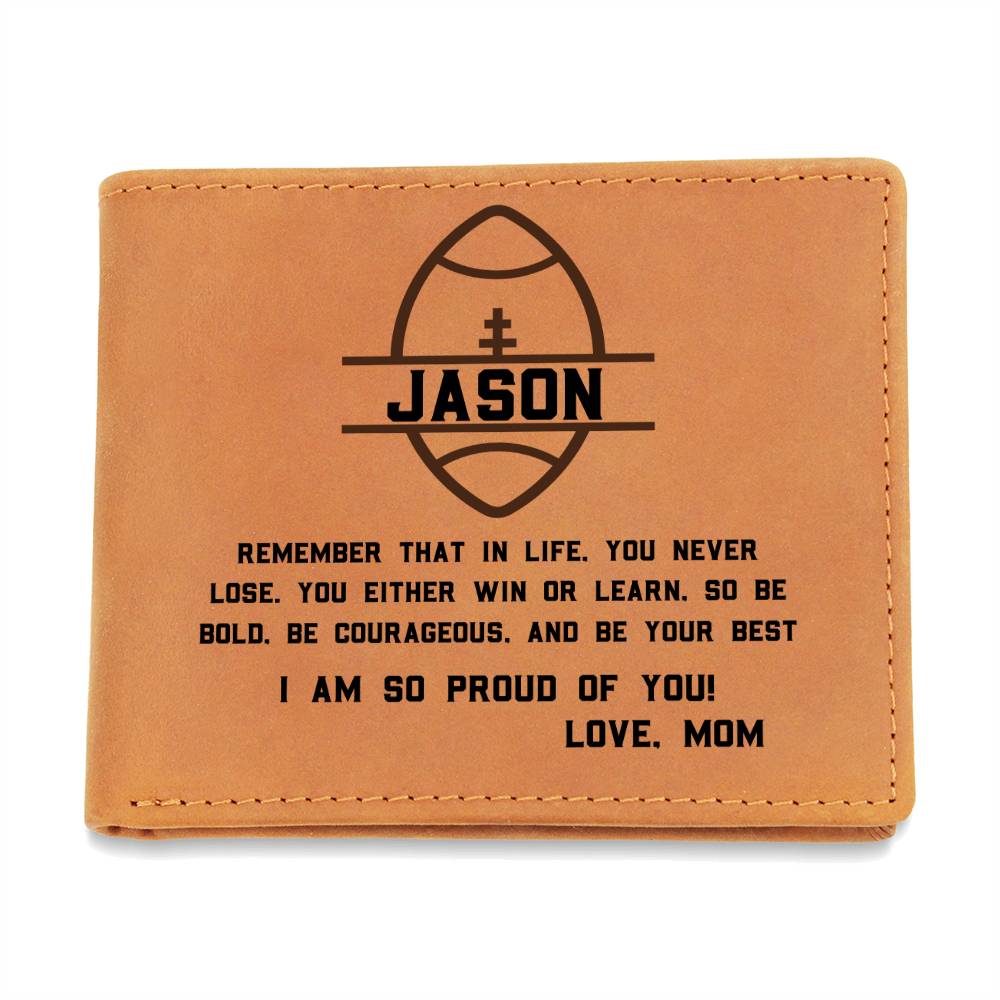 JASON
REMEMBER THAT IN LIFE, YOU NEVER
LOSE. YOU EITHER WIN OR LEARN. SO BE
BOLD, BE COURAGEOUS, AND BE YOUR BEST
I AM SO PROUD OF YOU!
LOVE, MOM